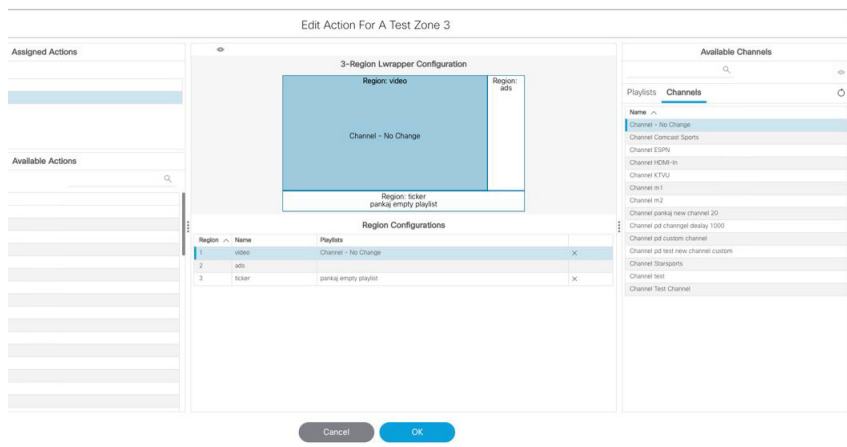 Edit Action For A Test Zone 3
Assigned Actions
Available Actions
3-Region Lwrapper Configuration
Region: video
Region:
ads
Channel - No Change
Region: ticker
pankaj empty playlist
Region Configurations
Region Name Playlists
1 video Channel - No Change
2 ads
3 ticker pankaj empty playlist
Available Channels
Playlists Channels
Name
Channel - No Change
Channel Comcast Sports
Channel ESPN
Channel HDMI-In
Channel KTVU
Channel m1
Channel m2
Channel pankaj new channel 20
Channel pd channgel dealay 1000
Channel pd custom channel
Channel pd test new channel custom
Channel Starsports
Channel test
Channel Test Channel
Cancel OK